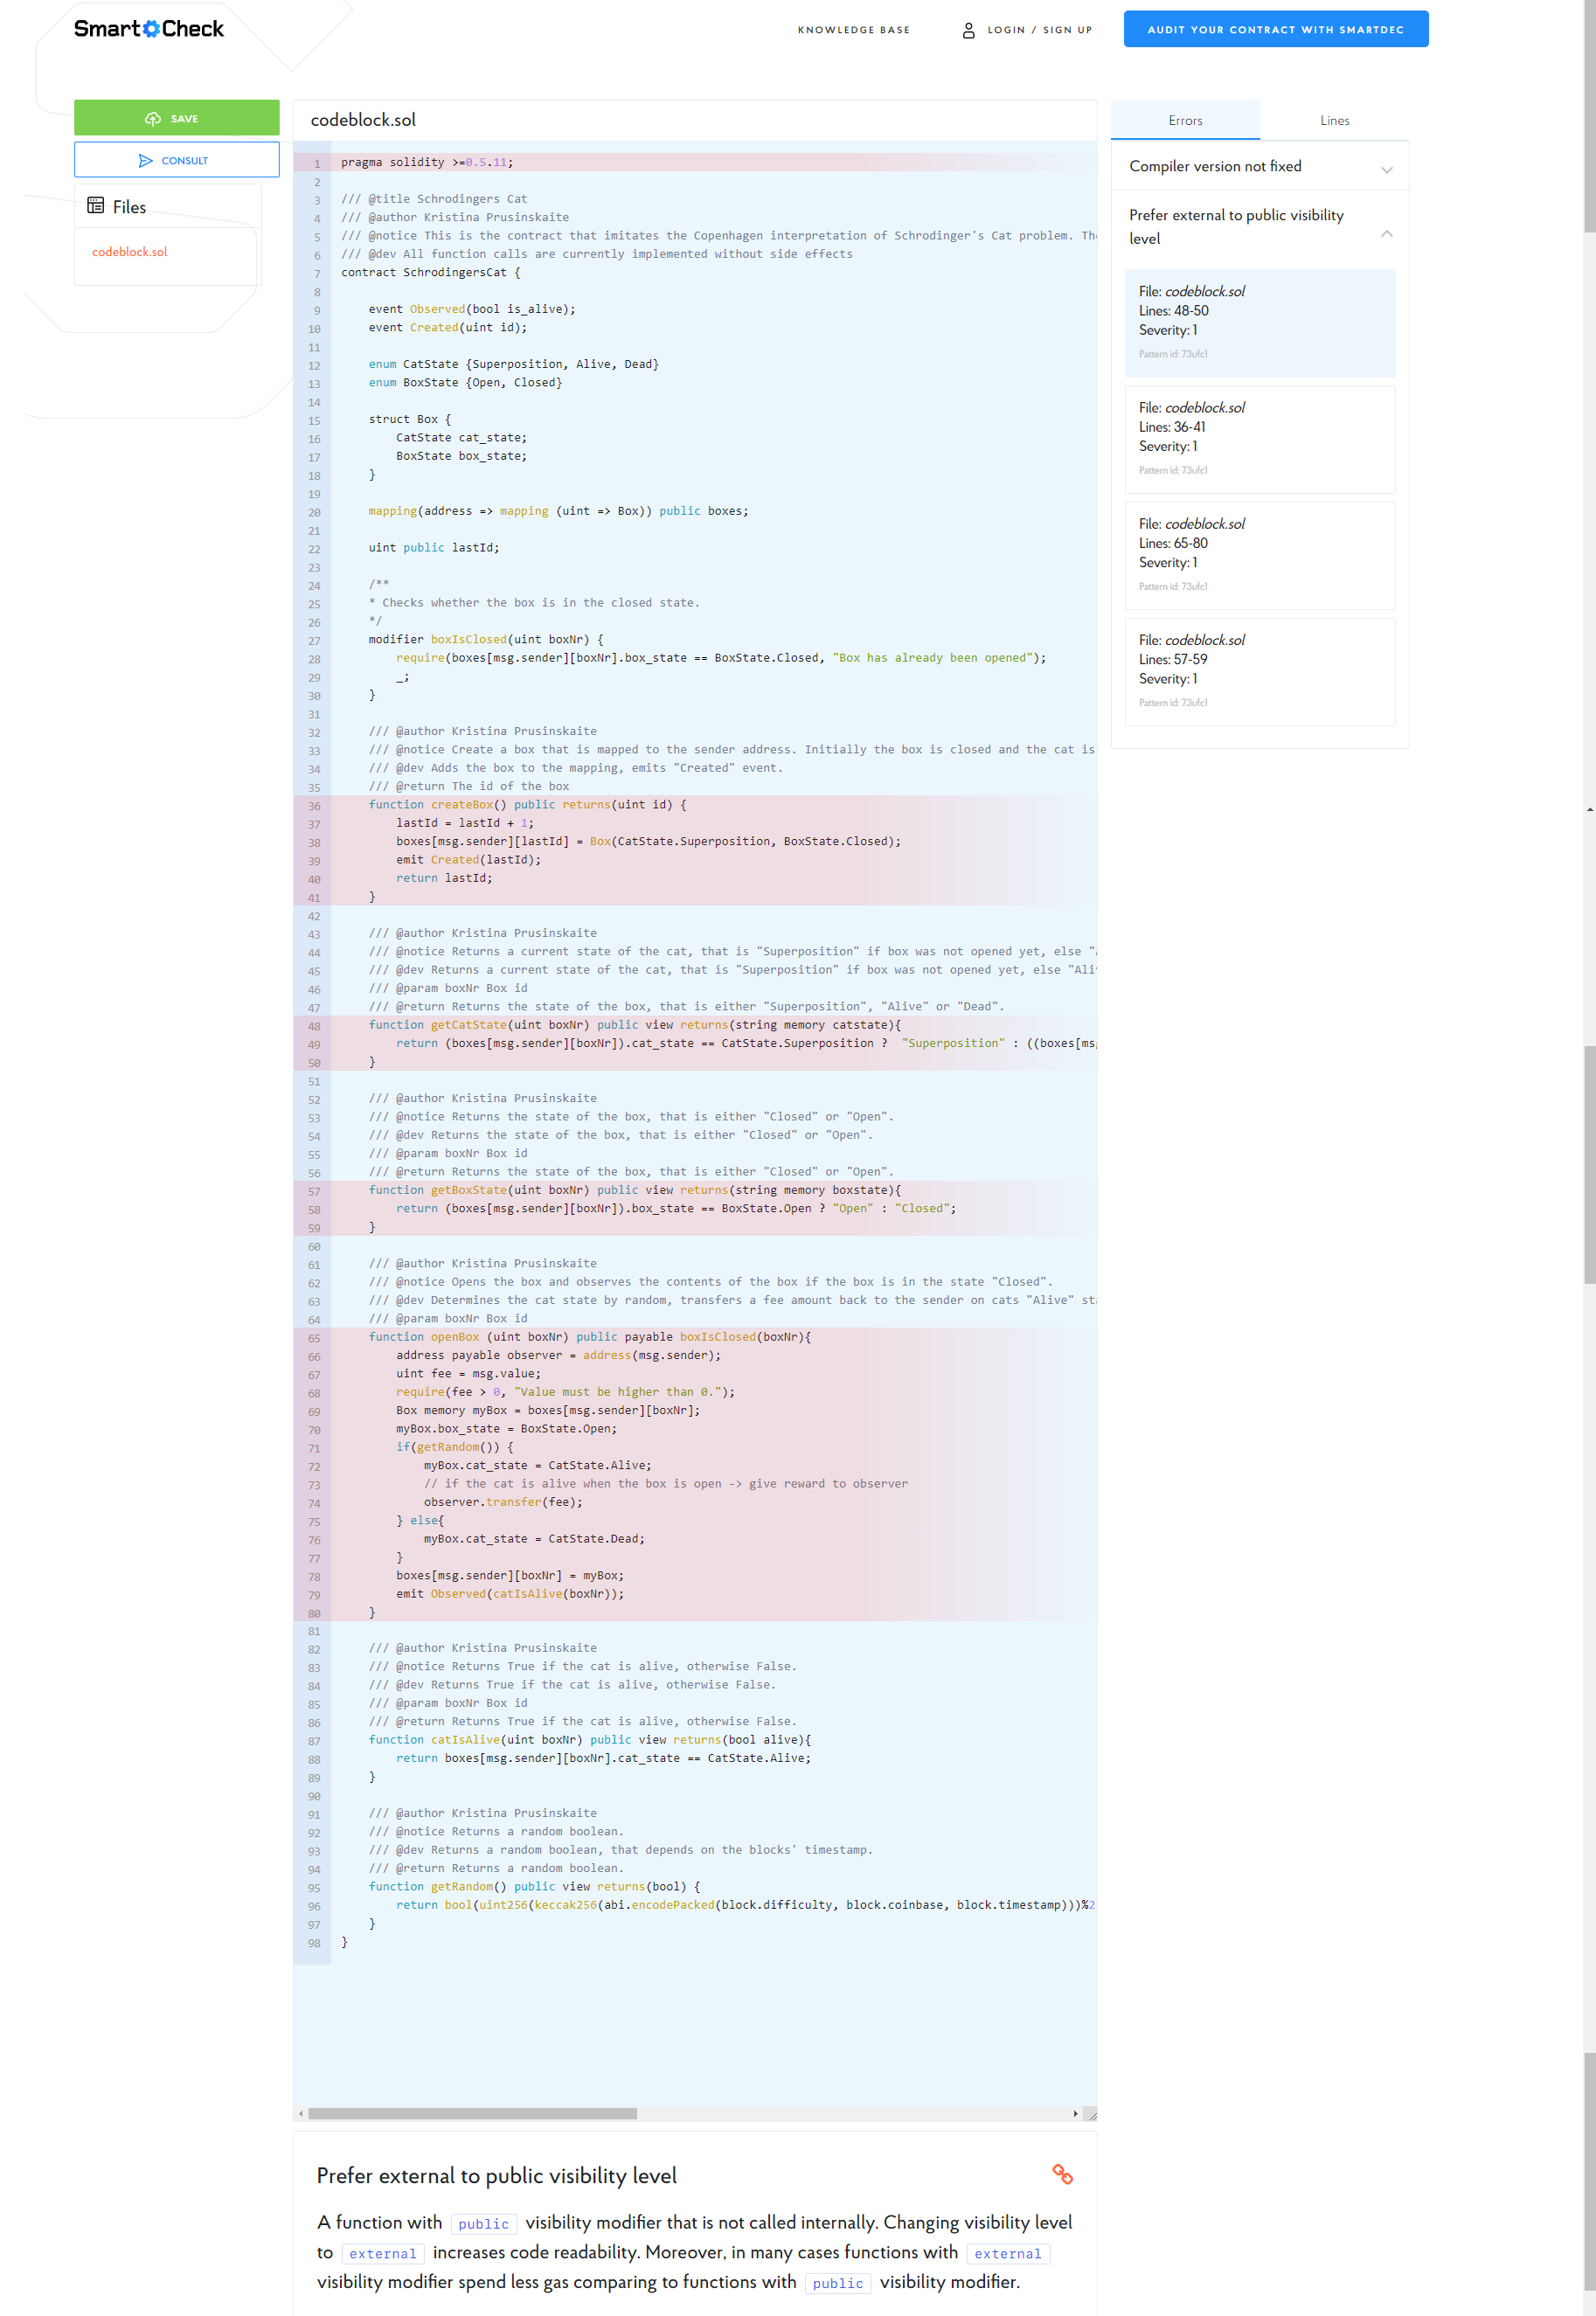 Smart Check
KNOWLEDGE BASE
LOGIN / SIGN UP
AUDIT YOUR CONTRACT WITH SMARTDEC
SAVE
CONSULT
Files
codeblock.sol
codeblock.sol
1 pragma solidity >=0.5.11;
2
3 /// @title Schrodingers Cat
4 /// @author Kristina Prusinskaite
5 /// @notice This is the contract that imitates the Copenhagen interpretation of Schrodinger's Cat problem. The
6 /// @dev All function calls are currently implemented without side effects
7 contract SchrodingersCat {
8
9     event Observed(bool is_alive);
10     event Created(uint id);
11
12     enum CatState {Superposition, Alive, Dead}
13     enum BoxState {Open, Closed}
14
15     struct Box {
16         CatState cat_state;
17         BoxState box_state;
18     }
19
20     mapping(address => mapping (uint => Box)) public boxes;
21
22     uint public lastId;
23
24     /**
25     * Checks whether the box is in the closed state.
26     */
27     modifier boxIsClosed(uint boxNr) {
28         require(boxes[msg.sender][boxNr].box_state == BoxState.Closed, "Box has already been opened");
29         _;
30     }
31
32     /// @author Kristina Prusinskaite
33     /// @notice Create a box that is mapped to the sender address. Initially the box is closed and the cat is
34     /// @dev Adds the box to the mapping, emits "Created" event.
35     /// @return The id of the box
36     function createBox() public returns(uint id) {
37         lastId = lastId + 1;
38         boxes[msg.sender][lastId] = Box(CatState.Superposition, BoxState.Closed);
39         emit Created(lastId);
40         return lastId;
41     }
42
43     /// @author Kristina Prusinskaite
44     /// @notice Returns a current state of the cat, that is "Superposition" if box was not opened yet, else "
45     /// @dev Returns a current state of the cat, that is "Superposition" if box was not opened yet, else "Ali
46     /// @param boxNr Box id
47     /// @return Returns the state of the box, that is either "Superposition", "Alive" or "Dead".
48     function getCatState(uint boxNr) public view returns(string memory catstate){
49         return (boxes[msg.sender][boxNr]).cat_state == CatState.Superposition ?  "Superposition" : ((boxes[ms
50     }
51
52     /// @author Kristina Prusinskaite
53     /// @notice Returns the state of the box, that is either "Closed" or "Open".
54     /// @dev Returns the state of the box, that is either "Closed" or "Open".
55     /// @param boxNr Box id
56     /// @return Returns the state of the box, that is either "Closed" or "Open".
57     function getBoxState(uint boxNr) public view returns(string memory boxstate){
58         return (boxes[msg.sender][boxNr]).box_state == BoxState.Open ? "Open" : "Closed";
59     }
60
61     /// @author Kristina Prusinskaite
62     /// @notice Opens the box and observes the contents of the box if the box is in the state "Closed".
63     /// @dev Determines the cat state by random, transfers a fee amount back to the sender on cats "Alive" st
64     /// @param boxNr Box id
65     function openBox (uint boxNr) public payable boxIsClosed(boxNr){
66         address payable observer = address(msg.sender);
67         uint fee = msg.value;
68         require(fee > 0, "Value must be higher than 0.");
69         Box memory myBox = boxes[msg.sender][boxNr];
70         myBox.box_state = BoxState.Open;
71         if(getRandom()) {
72             myBox.cat_state = CatState.Alive;
73             // if the cat is alive when the box is open -> give reward to observer
74             observer.transfer(fee);
75         } else{
76             myBox.cat_state = CatState.Dead;
77         }
78         boxes[msg.sender][boxNr] = myBox;
79         emit Observed(catIsAlive(boxNr));
80     }
81
82     /// @author Kristina Prusinskaite
83     /// @notice Returns True if the cat is alive, otherwise False.
84     /// @dev Returns True if the cat is alive, otherwise False.
85     /// @param boxNr Box id
86     /// @return Returns True if the cat is alive, otherwise False.
87     function catIsAlive(uint boxNr) public view returns(bool alive){
88         return boxes[msg.sender][boxNr].cat_state == CatState.Alive;
89     }
90
91     /// @author Kristina Prusinskaite
92     /// @notice Returns a random boolean.
93     /// @dev Returns a random boolean, that depends on the blocks' timestamp.
94     /// @return Returns a random boolean.
95     function getRandom() public view returns(bool) {
96         return bool(uint256(keccak256(abi.encodePacked(block.difficulty, block.coinbase, block.timestamp)))%2
97     }
98 }
Errors
Lines
Compiler version not fixed
Prefer external to public visibility
level
File: codeblock.sol
Lines: 48-50
Severity: 1
Pattern id: 73ufc1
File: codeblock.sol
Lines: 36-41
Severity: 1
Pattern id: 73ufc1
File: codeblock.sol
Lines: 65-80
Severity: 1
Pattern id: 73ufc1
File: codeblock.sol
Lines: 57-59
Severity: 1
Pattern id: 73ufc1
Prefer external to public visibility level
A function with public visibility modifier that is not called internally. Changing visibility level
to external increases code readability. Moreover, in many cases functions with external
visibility modifier spend less gas comparing to functions with public visibility modifier.